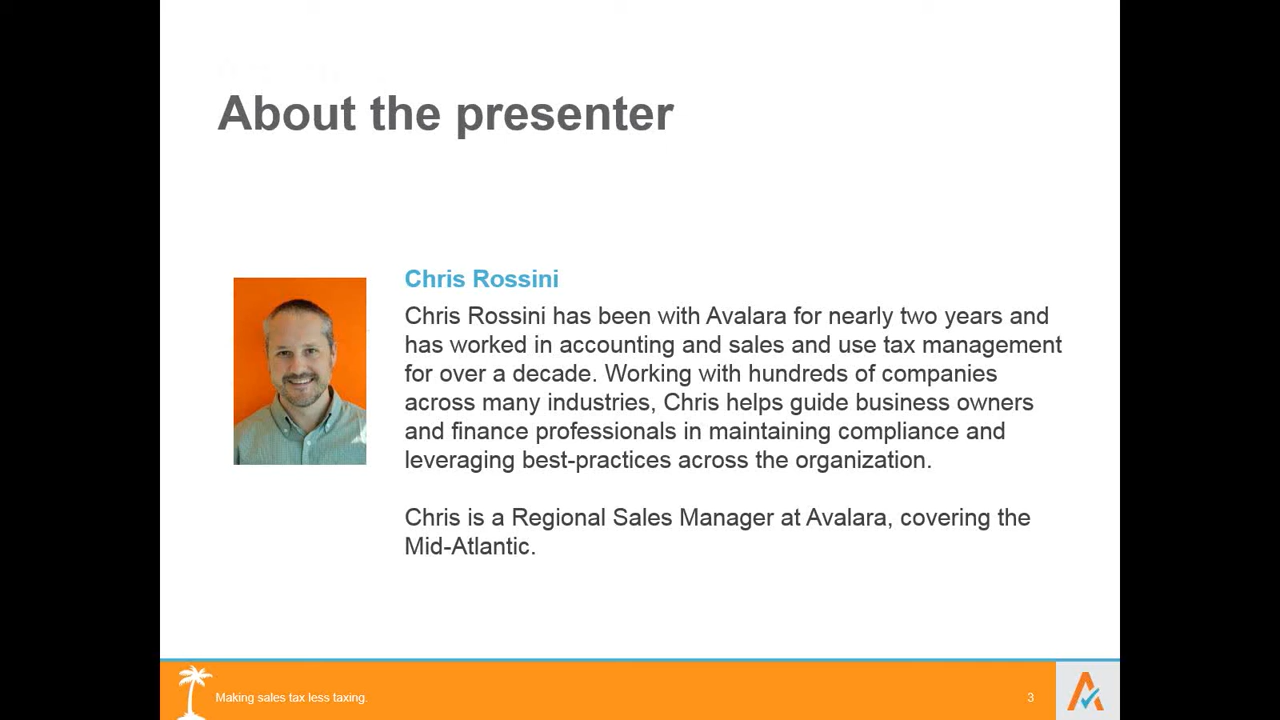 About the presenter
Chris Rossini
Chris Rossini has been with Avalara for nearly two years and
has worked in accounting and sales and use tax management
for over a decade. Working with hundreds of companies
across many industries, Chris helps guide business owners
and finance professionals in maintaining compliance and
leveraging best-practices across the organization.
Chris is a Regional Sales Manager at Avalara, covering the
Mid-Atlantic.
Making sales tax less taxing.
3